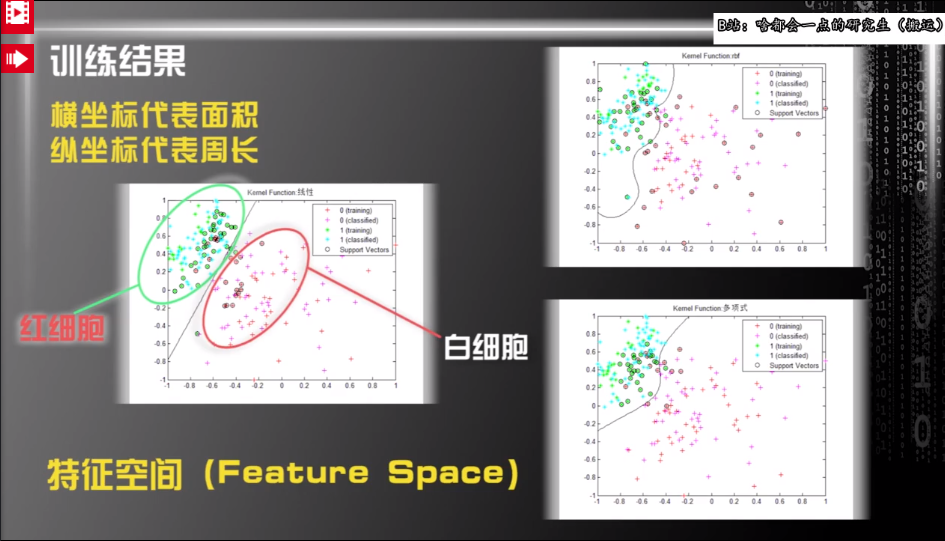 B站：啥都会一点的研究生（搬运）
训练结果
横坐标代表面积
纵坐标代表周长
Kernel Function:线性
0 (training)
0 (classified)
1 (training)
1 (classified)
Support Vectors
1
0.8
0.6
0.4
0.2
0
-0.2
-0.4
-0.6
-0.8
-1
-1 -0.8 -0.6 -0.4 -0.2 0 0.2 0.4 0.6 0.8 1
红细胞
白细胞
特征空间（Feature Space）
Kernel Function:rbf
0 (training)
0 (classified)
1 (training)
1 (classified)
Support Vectors
1
0.8
0.6
0.4
0.2
0
-0.2
-0.4
-0.6
-0.8
-1
-1 -0.8 -0.6 -0.4 -0.2 0 0.2 0.4 0.6 0.8 1
Kernel Function:多项式
0 (training)
0 (classified)
1 (training)
1 (classified)
Support Vectors
1
0.8
0.6
0.4
0.2
0
-0.2
-0.4
-0.6
-0.8
-1
-1 -0.8 -0.6 -0.4 -0.2 0 0.2 0.4 0.6 0.8 1